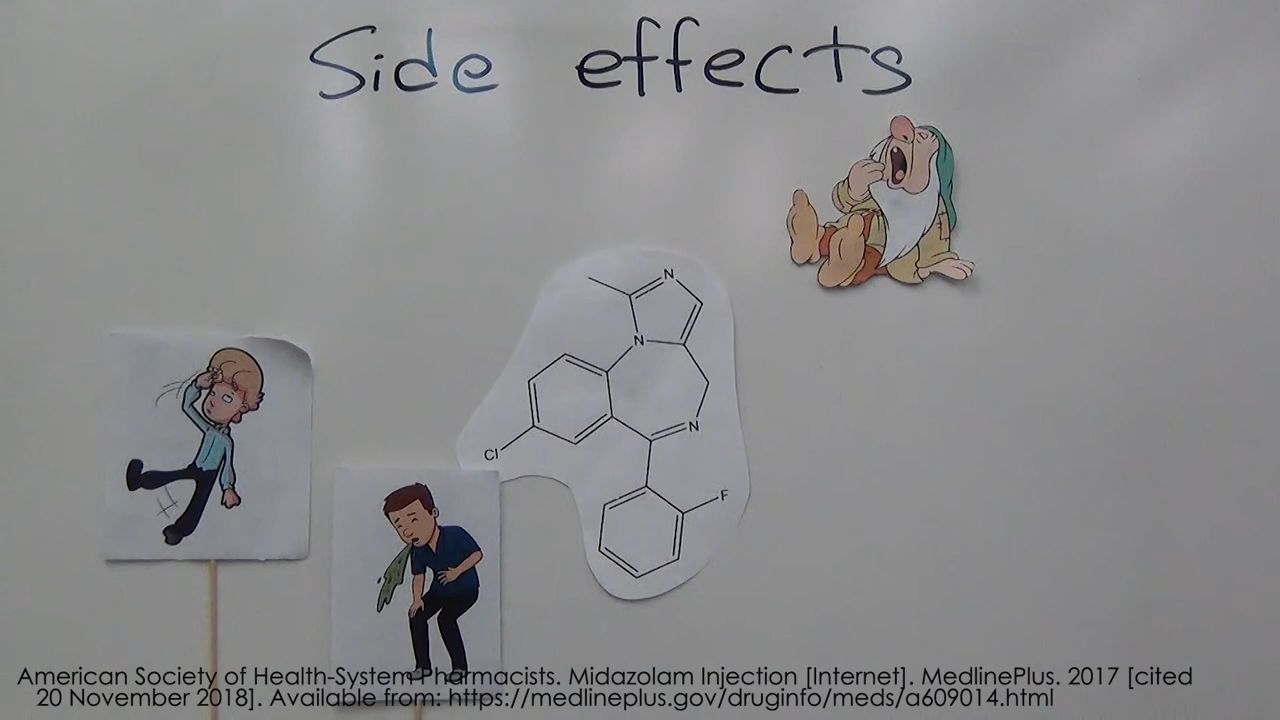 Side effects
N
N
N
Cl
F
American Society of Health-System Pharmacists. Midazolam Injection [Internet]. MedlinePlus. 2017 [cited
20 November 2018]. Available from: https://medlineplus.gov/druginfo/meds/a609014.html